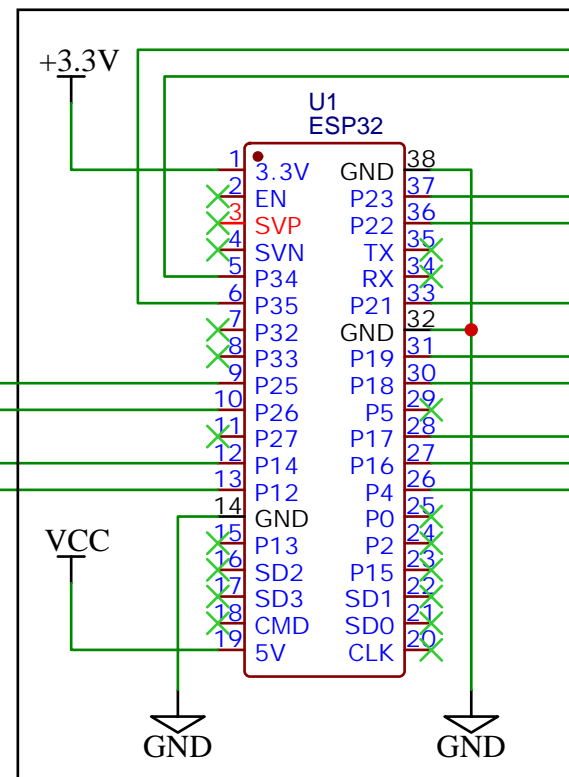 +3.3V
U1
ESP32
1 3.3V GND 38
2 EN P23 37
3 SVP P22 36
4 SVN TX 35
5 P34 RX 34
6 P35 P21 33
7 P32 GND 32
8 P33 P19 31
9 P25 P18 30
10 P26 P5 29
11 P27 P17 28
12 P14 P16 27
13 P12 P4 26
14 GND P0 25
15 P13 P2 24
16 SD2 P15 23
17 SD3 SD1 22
18 CMD SD0 21
19 5V CLK 20
VCC
GND
GND